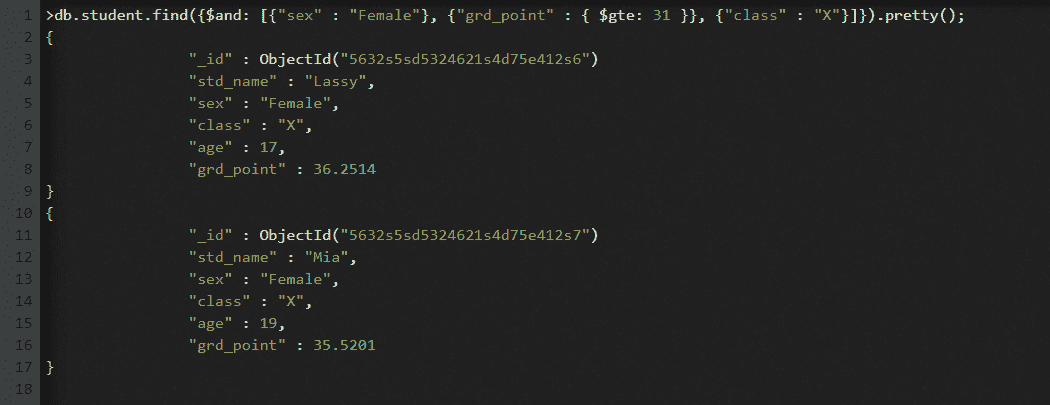 1 >db.student.find({$and: [{"sex" : "Female"}, {"grd_point" : { $gte: 31 }}, {"class" : "X"}]}).pretty();
2 {
3 "_id" : ObjectId("5632s5sd5324621s4d75e412s6")
4 "std_name" : "Lassy",
5 "sex" : "Female",
6 "class" : "X",
7 "age" : 17,
8 "grd_point" : 36.2514
9 }
10 {
11 "_id" : ObjectId("5632s5sd5324621s4d75e412s7")
12 "std_name" : "Mia",
13 "sex" : "Female",
14 "class" : "X",
15 "age" : 19,
16 "grd_point" : 35.5201
17 }
18